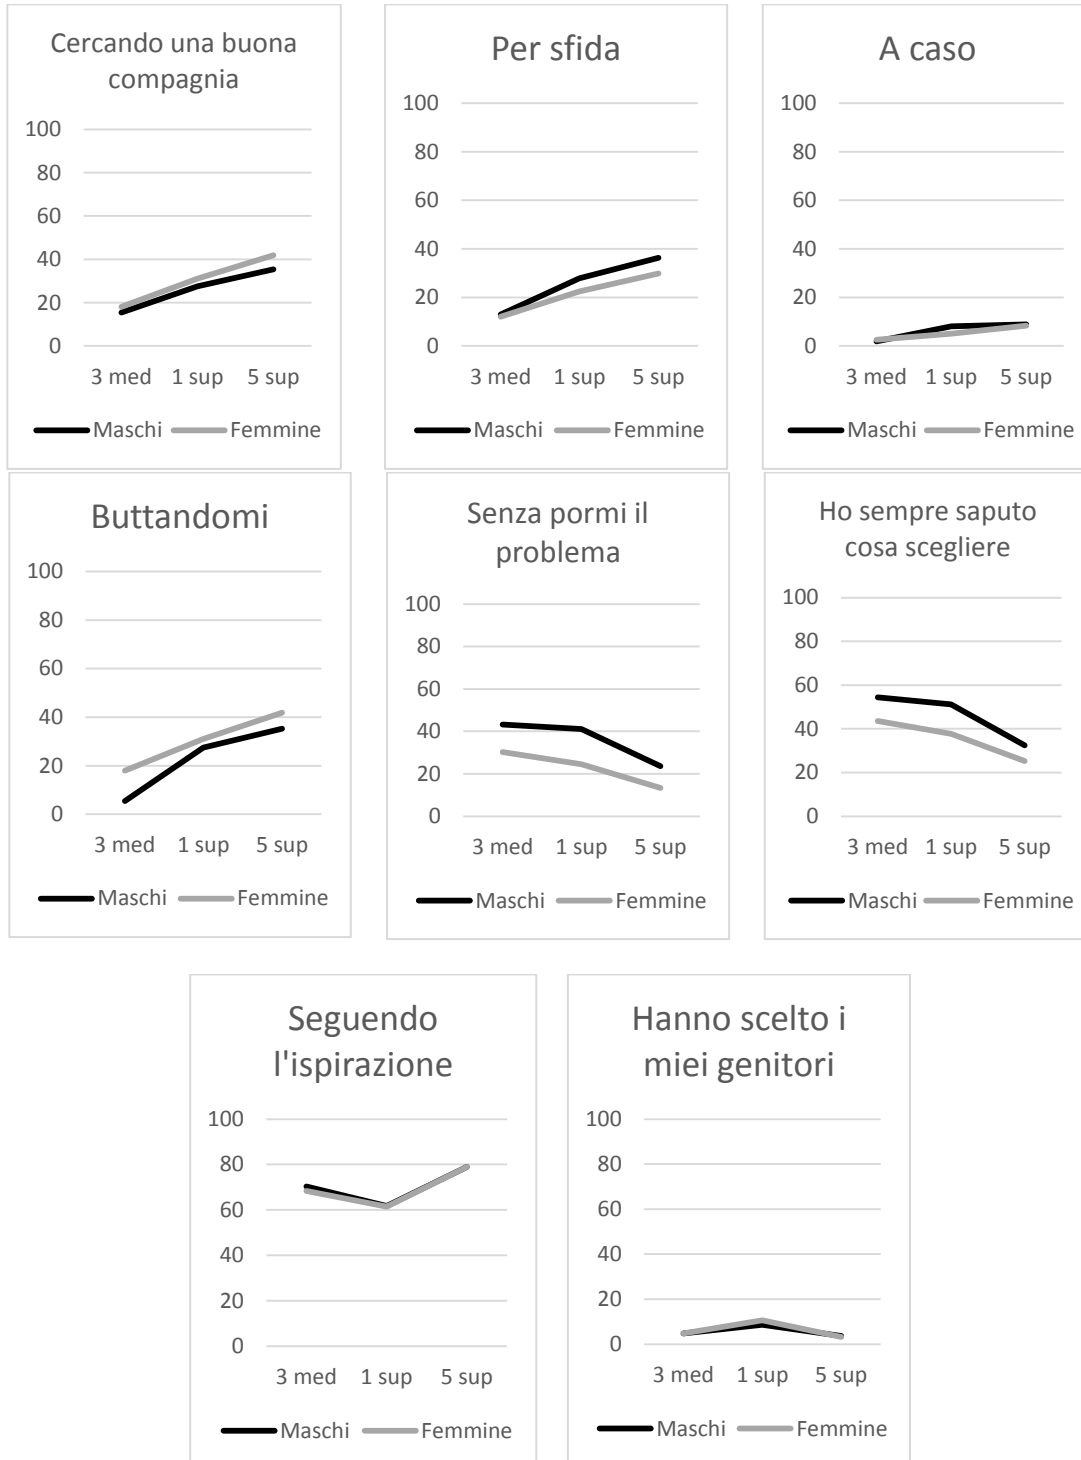 Cercando una buona
compagnia
100
80
60
40
20
0
3 med 1 sup 5 sup
Maschi Femmine
Per sfida
100
80
60
40
20
0
3 med 1 sup 5 sup
Maschi Femmine
A caso
100
80
60
40
20
0
3 med 1 sup 5 sup
Maschi Femmine
Buttandomi
100
80
60
40
20
0
3 med 1 sup 5 sup
Maschi Femmine
Senza pormi il
problema
100
80
60
40
20
0
3 med 1 sup 5 sup
Maschi Femmine
Ho sempre saputo
cosa scegliere
100
80
60
40
20
0
3 med 1 sup 5 sup
Maschi Femmine
Seguendo
l'ispirazione
100
80
60
40
20
0
3 med 1 sup 5 sup
Maschi Femmine
Hanno scelto i
miei genitori
100
80
60
40
20
0
3 med 1 sup 5 sup
Maschi Femmine